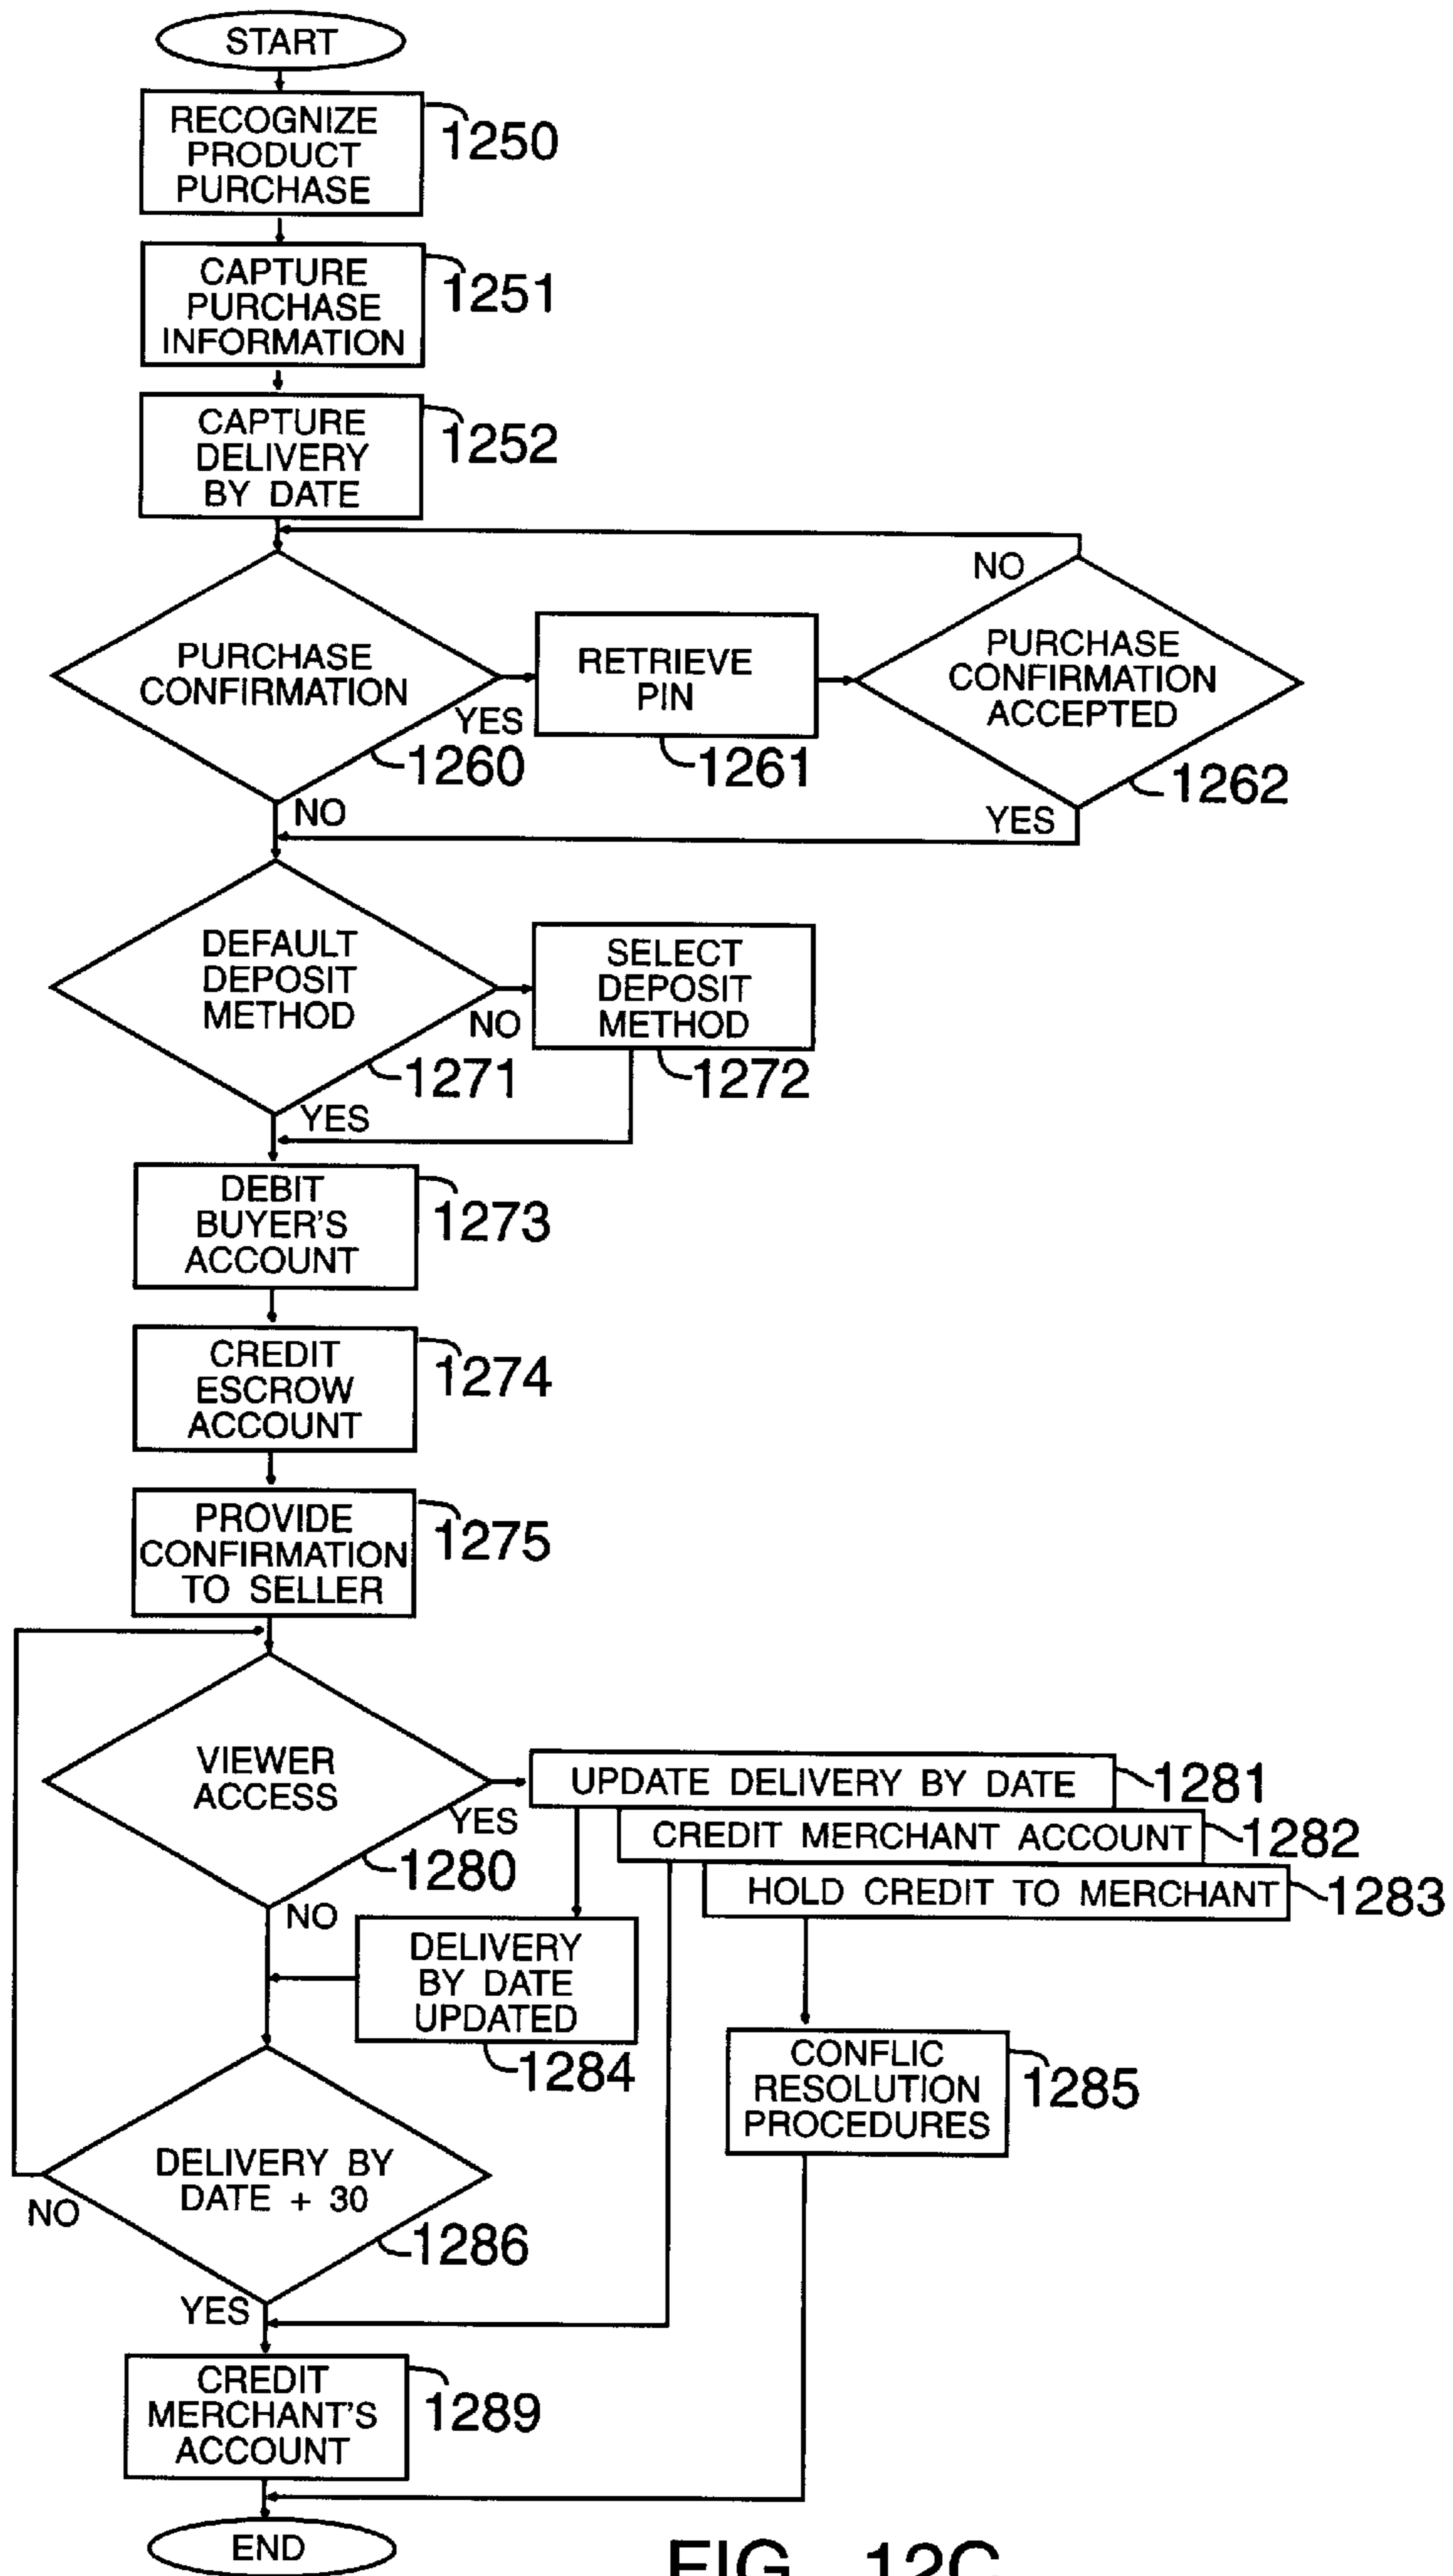 START
RECOGNIZE
PRODUCT
PURCHASE
1250
CAPTURE
PURCHASE
INFORMATION
1251
CAPTURE
DELIVERY
BY DATE
1252
PURCHASE
CONFIRMATION
YES
1260
NO
RETRIEVE
PIN
1261
NO
PURCHASE
CONFIRMATION
ACCEPTED
1262
YES
DEFAULT
DEPOSIT
METHOD
NO
1271
YES
SELECT
DEPOSIT
METHOD
1272
DEBIT
BUYER'S
ACCOUNT
1273
CREDIT
ESCROW
ACCOUNT
1274
PROVIDE
CONFIRMATION
TO SELLER
1275
VIEWER
ACCESS
YES
1280
NO
UPDATE DELIVERY BY DATE
1281
CREDIT MERCHANT ACCOUNT
1282
HOLD CREDIT TO MERCHANT
1283
DELIVERY
BY DATE
UPDATED
1284
CONFLIC
RESOLUTION
PROCEDURES
1285
DELIVERY BY
DATE + 30
NO
1286
YES
CREDIT
MERCHANT'S
ACCOUNT
1289
END
FIG. 12C